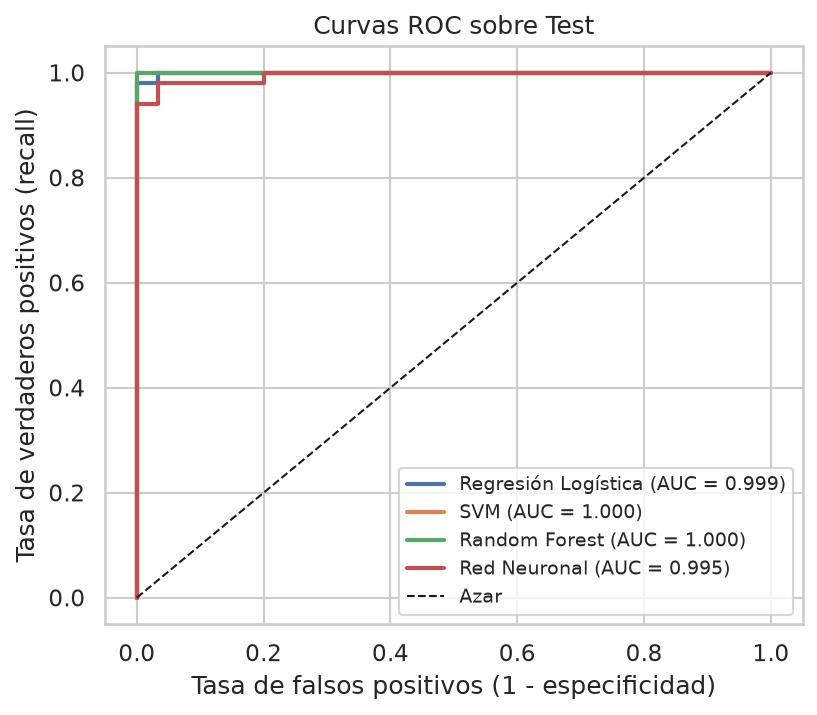 Curvas ROC sobre Test
Tasa de verdaderos positivos (recall)
1.0
0.8
0.6
0.4
0.2
0.0
Regresión Logística (AUC = 0.999)
SVM (AUC = 1.000)
Random Forest (AUC = 1.000)
Red Neuronal (AUC = 0.995)
Azar
0.0 0.2 0.4 0.6 0.8 1.0
Tasa de falsos positivos (1 - especificidad)